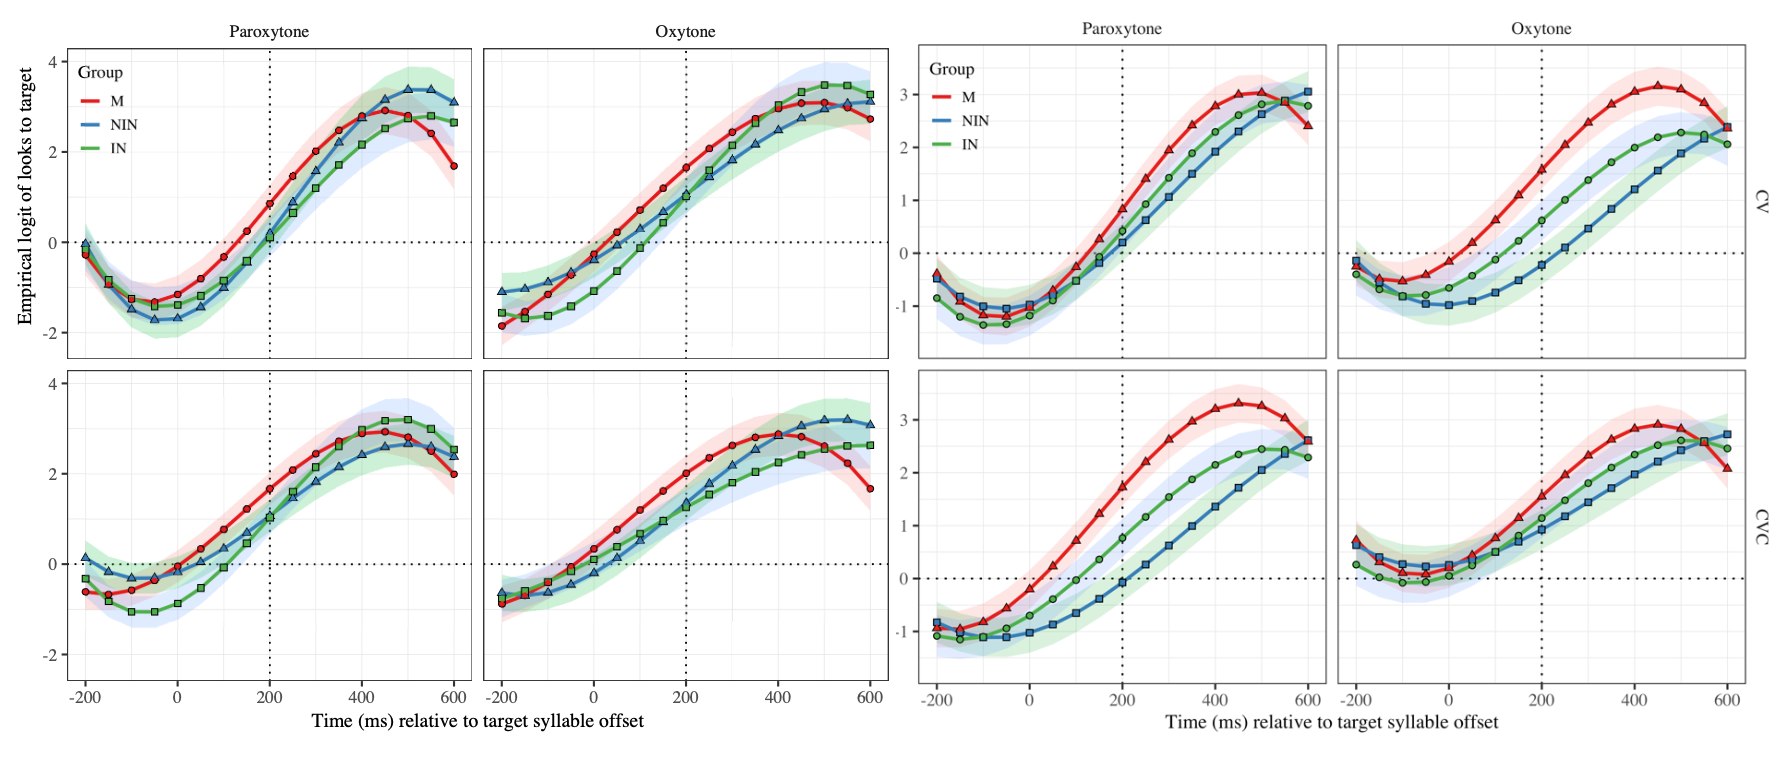 Paroxytone
Oxytone
Empirical logit of looks to target
Group
M
NIN
IN
4
2
0
-2
4
2
0
-2
-200
0
200
400
600
-200
0
200
400
600
Time (ms) relative to target syllable offset
Paroxytone
Oxytone
Group
M
NIN
IN
3
2
1
0
-1
CV
3
2
1
0
-1
CVC
-200
0
200
400
600
-200
0
200
400
600
Time (ms) relative to target syllable offset